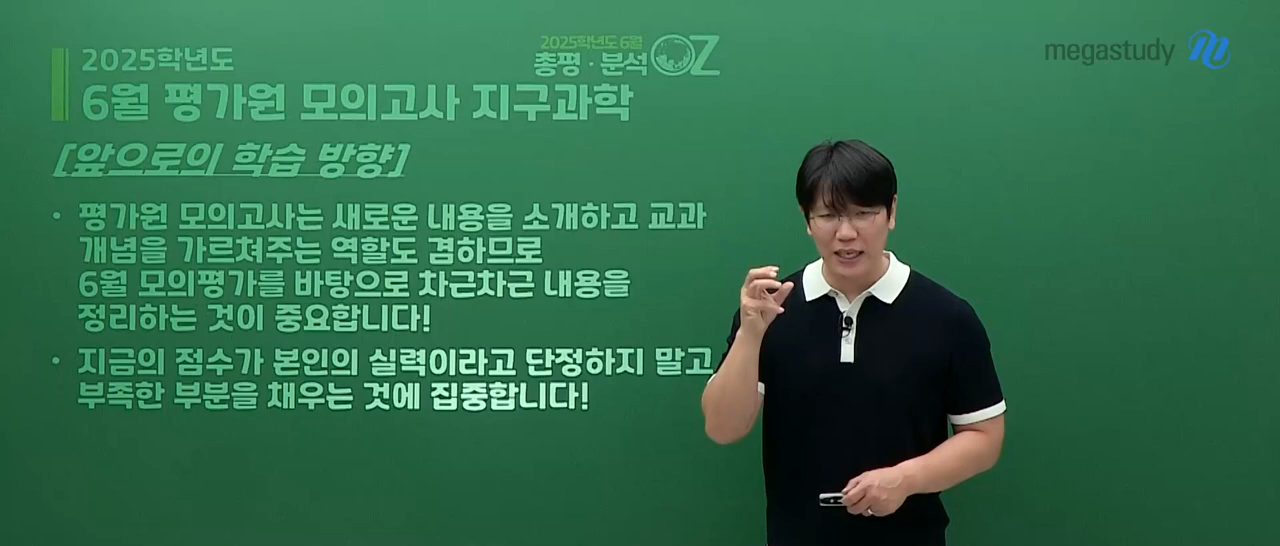 2025학년도
6월 평가원 모의고사 지구과학
2025학년도 6월
총평·분석 OZ
megastudy
[앞으로의 학습 방향]
• 평가원 모의고사는 새로운 내용을 소개하고 교과
개념을 가르쳐주는 역할도 겸하므로
6월 모의평가를 바탕으로 차근차근 내용을
정리하는 것이 중요합니다!
• 지금의 점수가 본인의 실력이라고 단정하지 말고
부족한 부분을 채우는 것에 집중합니다!